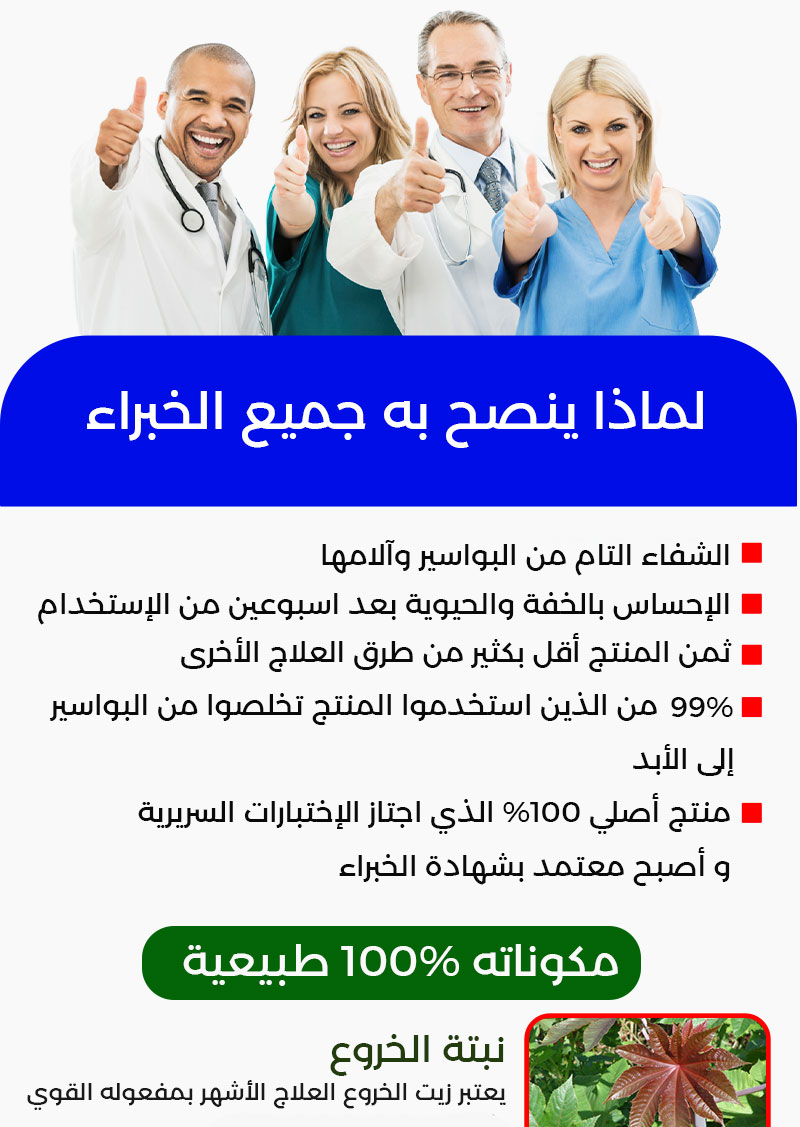 لماذا ينصح به جميع الخبراء
الشفاء التام من البواسير وآلامها
الإحساس بالخفة والحيوية بعد اسبوعين من الإستخدام
ثمن المنتج أقل بكثير من طرق العلاج الأخرى
99% من الذين استخدموا المنتج تخلصوا من البواسير
إلى الأبد
منتج أصلي 100% الذي اجتاز الإختبارات السريرية
و أصبح معتمد بشهادة الخبراء
مكوناته 100% طبيعية
نبتة الخروع
يعتبر زيت الخروع العلاج الأشهر بمفعوله القوي